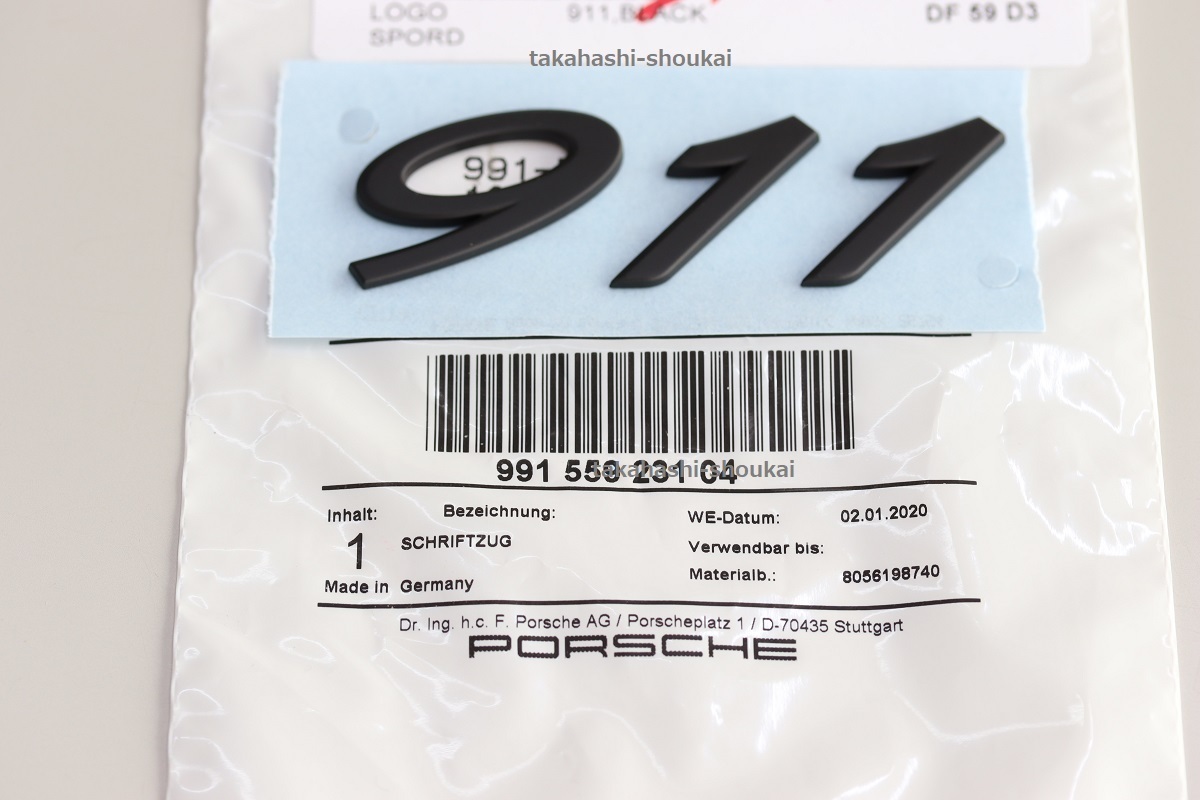 LOGO 911,BLACK DF 59 D3
SPORD
takahashi-shoukai
911
991-
991 559 231 04
takahashi-shoukai
Inhalt: Bezeichnung: WE-Datum: 02.01.2020
1 SCHRIFTZUG Verwendbar bis:
Made in Germany Materialb.: 8056198740
Dr. Ing. h.c. F. Porsche AG / Porscheplatz 1 / D-70435 Stuttgart
PORSCHE